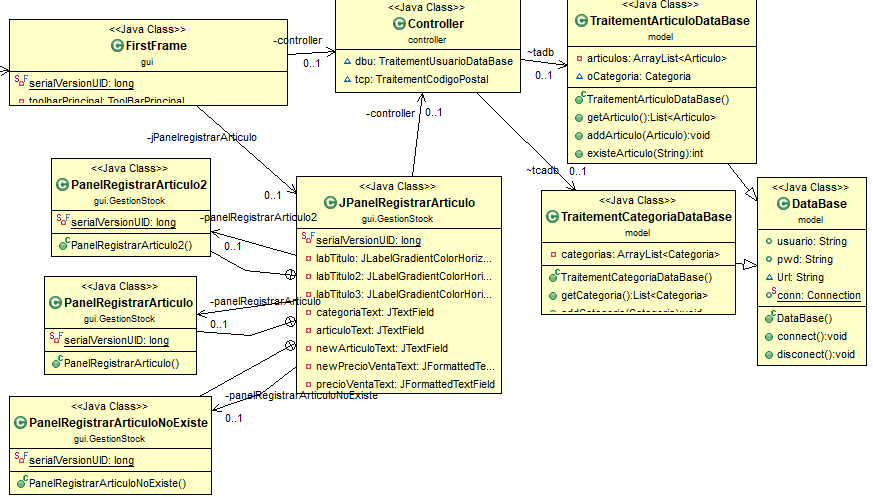 <<Java Class>>
FirstFrame
gui
serialVersionUID: long
toolbarPrincipal: ToolBarPrincipal
-controller
0..1
<<Java Class>>
Controller
controller
dbu: TraitementUsuarioDataBase
tcp: TraitementCodigoPostal
~tadb
0..1
<<Java Class>>
TraitementArticuloDataBase
model
articulos: ArrayList<Articulo>
oCategoria: Categoria
TraitementArticuloDataBase()
getArticulo():List<Articulo>
addArticulo(Articulo):void
existeArticulo(String):int
-controller
0..1
-jPanelregistrarArticulo
0..1
~tcadb
0..1
<<Java Class>>
PanelRegistrarArticulo2
gui.GestionStock
serialVersionUID: long
PanelRegistrarArticulo2()
-panelRegistrarArticulo2
0..1
<<Java Class>>
JPanelRegistrarArticulo
gui.GestionStock
serialVersionUID: long
labTitulo: JLabelGradientColorHoriz...
labTitulo2: JLabelGradientColorHori...
labTitulo3: JLabelGradientColorHori...
categoriaText: JTextField
articuloText: JTextField
newArticuloText: JTextField
newPrecioVentaText: JFormattedTe...
precioVentaText: JFormattedTextField
<<Java Class>>
TraitementCategoriaDataBase
model
categorias: ArrayList<Categoria>
TraitementCategoriaDataBase()
getCategoria():List<Categoria>
addCategoria(Categoria):void
<<Java Class>>
DataBase
model
usuario: String
pwd: String
Url: String
conn: Connection
DataBase()
connect():void
disconect():void
<<Java Class>>
PanelRegistrarArticulo
gui.GestionStock
serialVersionUID: long
PanelRegistrarArticulo()
-panelRegistrarArticulo
0..1
<<Java Class>>
PanelRegistrarArticuloNoExiste
gui.GestionStock
serialVersionUID: long
PanelRegistrarArticuloNoExiste()
-panelRegistrarArticuloNoExiste
0..1